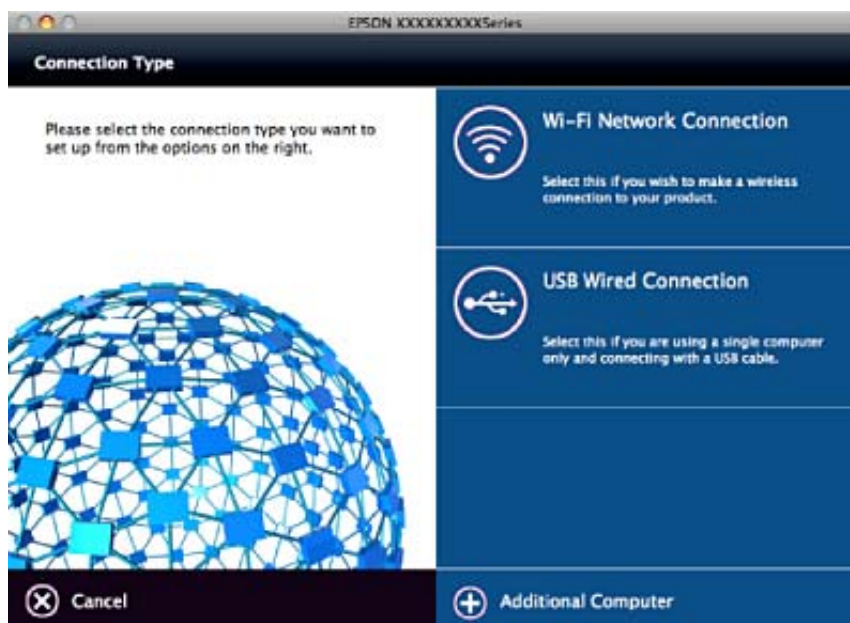 EPSON XXXXXXXXXSeries
Connection Type
Please select the connection type you want to
set up from the options on the right.
Wi-Fi Network Connection
Select this if you wish to make a wireless
connection to your product.
USB Wired Connection
Select this if you are using a single computer
only and connecting with a USB cable.
Cancel
Additional Computer